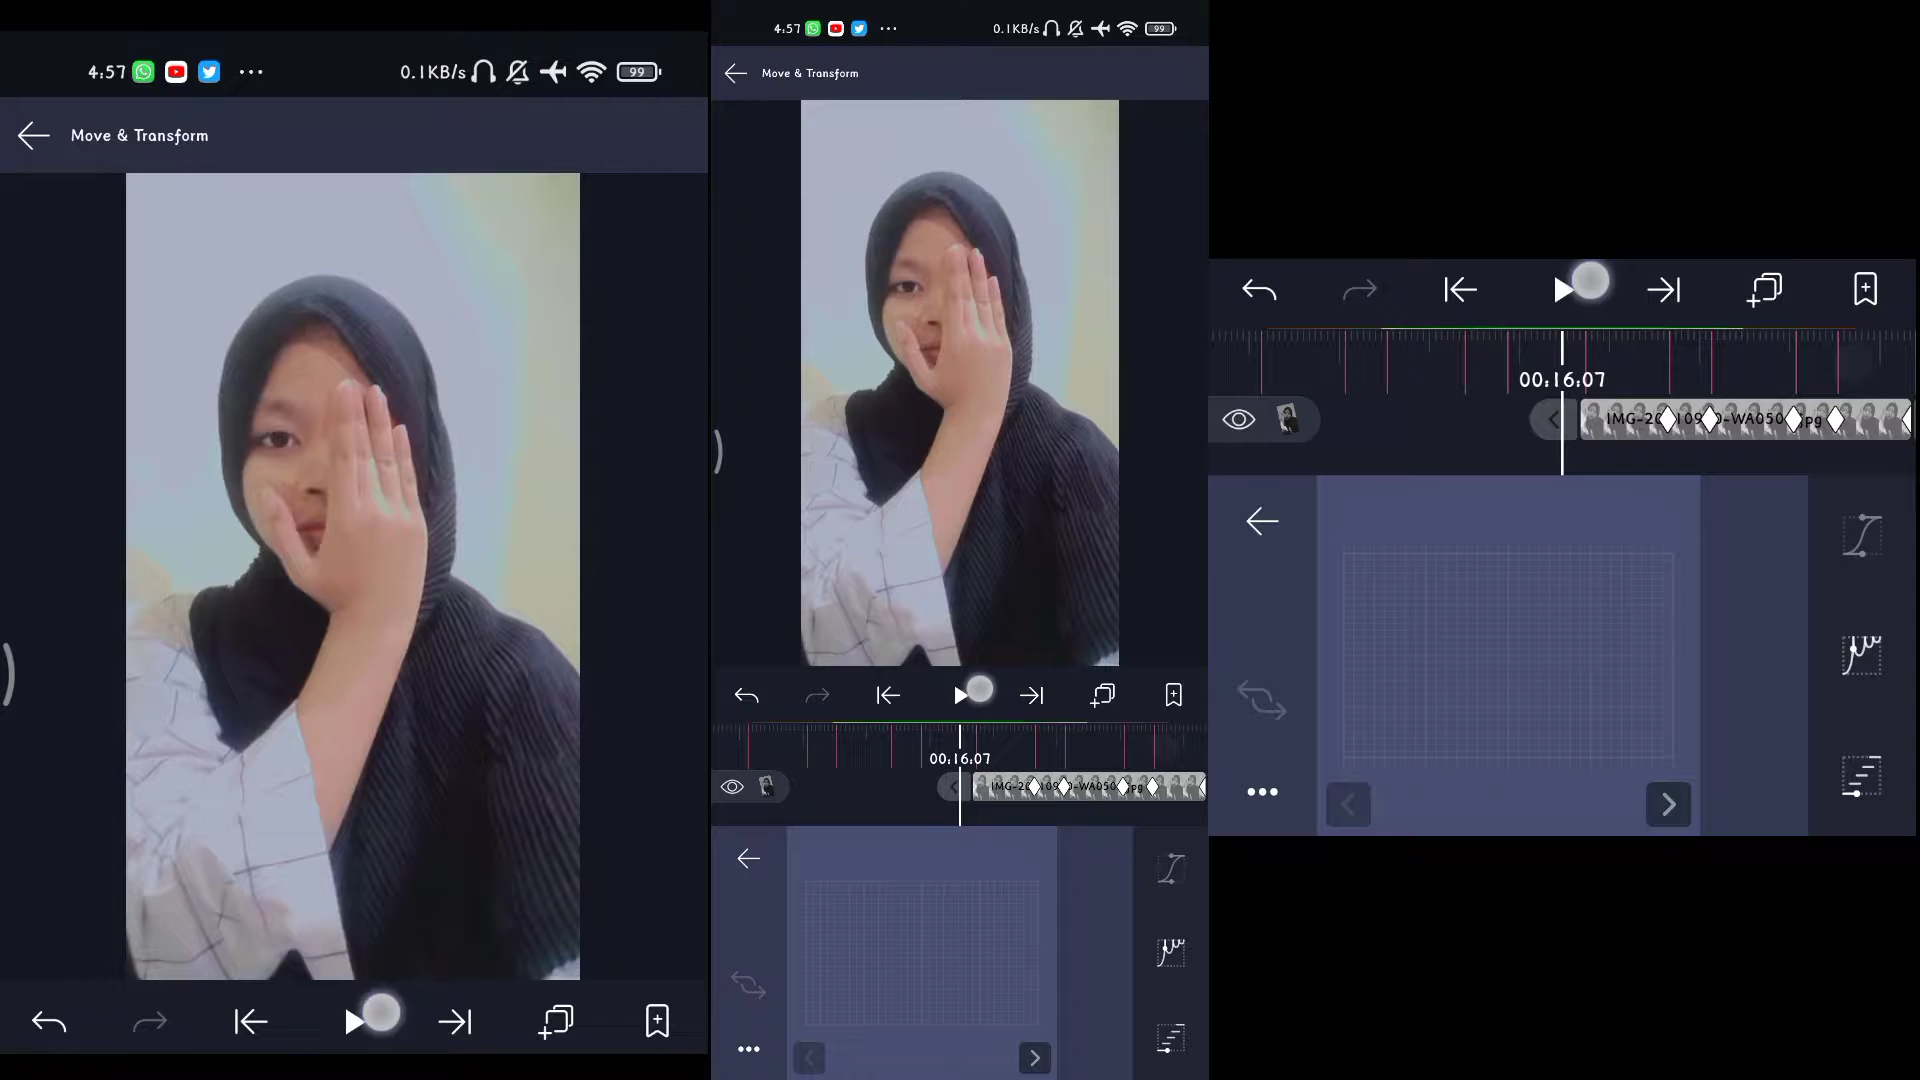 4:57 ... 0.1KB/s 99
Move & Transform
4:57 ... 0.1KB/s 99
Move & Transform
00:16:07
00:16:07